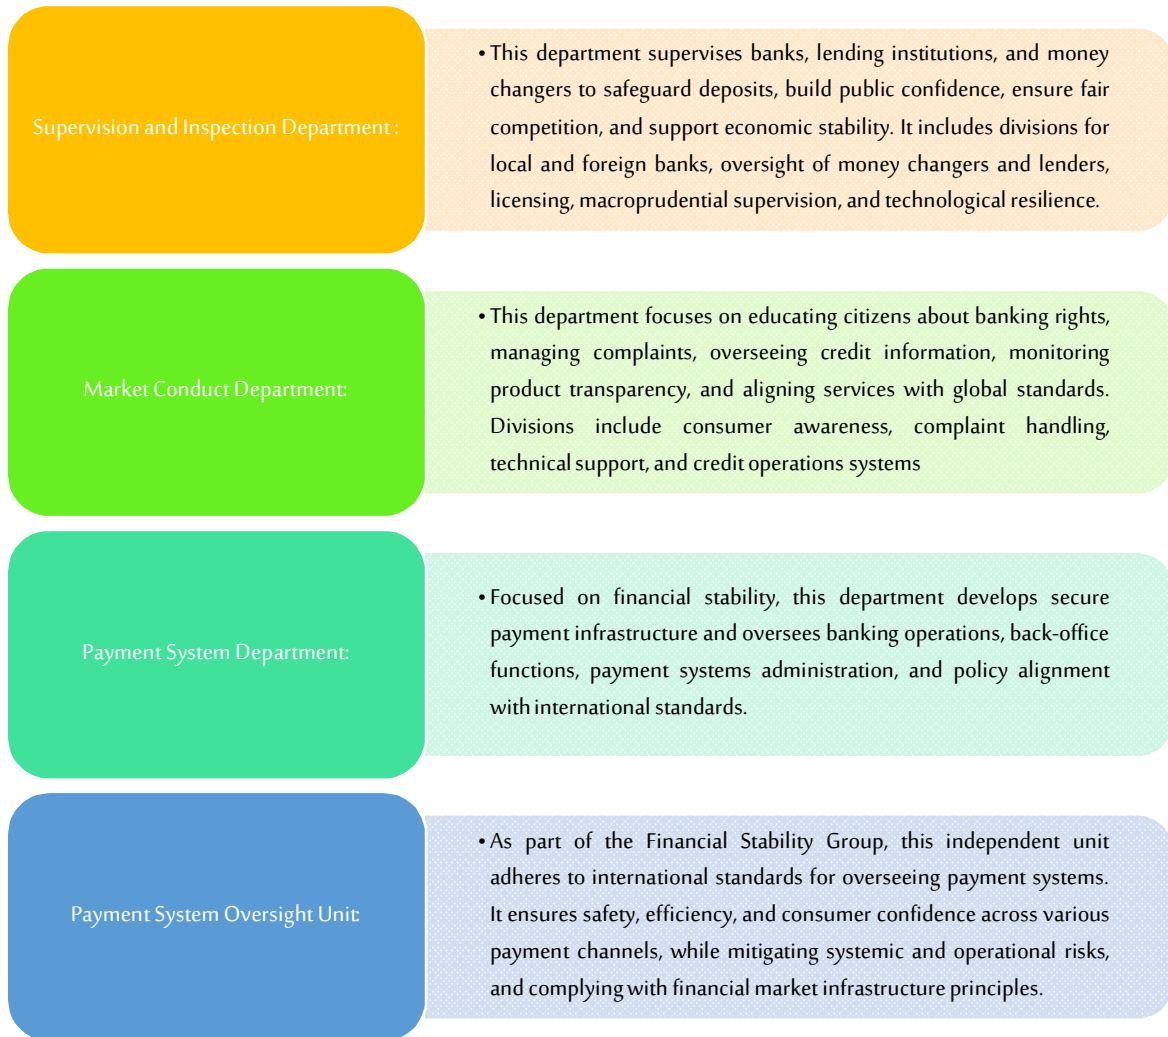 Supervision and Inspection Department :
• This department supervises banks, lending institutions, and money
changers to safeguard deposits, build public confidence, ensure fair
competition, and support economic stability. It includes divisions for
local and foreign banks, oversight of money changers and lenders,
licensing, macroprudential supervision, and technological resilience.
Market Conduct Department:
• This department focuses on educating citizens about banking rights,
managing complaints, overseeing credit information, monitoring
product transparency, and aligning services with global standards.
Divisions include consumer awareness, complaint handling,
technical support, and credit operations systems
Payment System Department:
• Focused on financial stability, this department develops secure
payment infrastructure and oversees banking operations, back-office
functions, payment systems administration, and policy alignment
with international standards.
Payment System Oversight Unit:
• As part of the Financial Stability Group, this independent unit
adheres to international standards for overseeing payment systems.
It ensures safety, efficiency, and consumer confidence across various
payment channels, while mitigating systemic and operational risks,
and complying with financial market infrastructure principles.